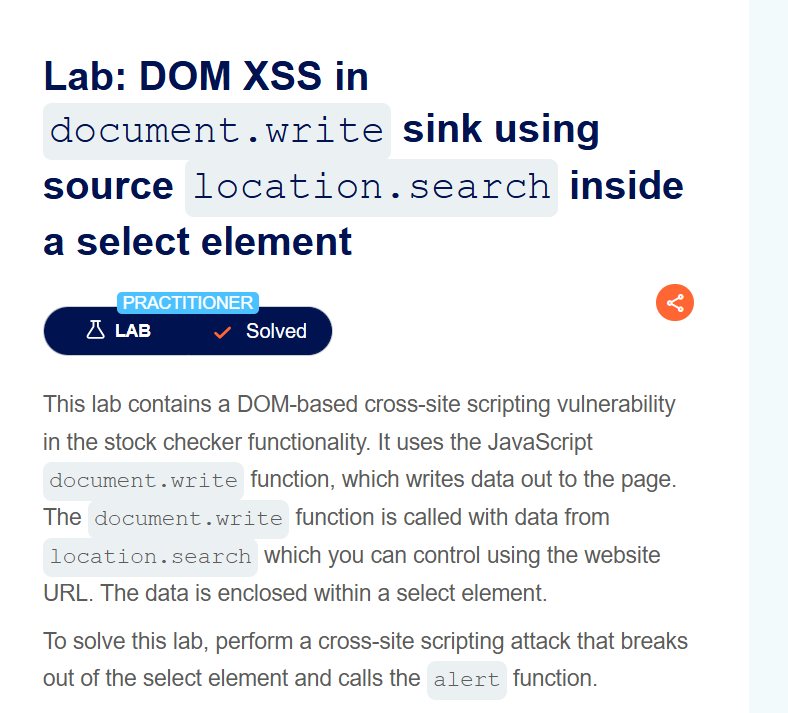 Lab: DOM XSS in
document.write sink using
source location.search inside
a select element
PRACTITIONER
LAB Solved
This lab contains a DOM-based cross-site scripting vulnerability
in the stock checker functionality. It uses the JavaScript
document.write function, which writes data out to the page.
The document.write function is called with data from
location.search which you can control using the website
URL. The data is enclosed within a select element.
To solve this lab, perform a cross-site scripting attack that breaks
out of the select element and calls the alert function.